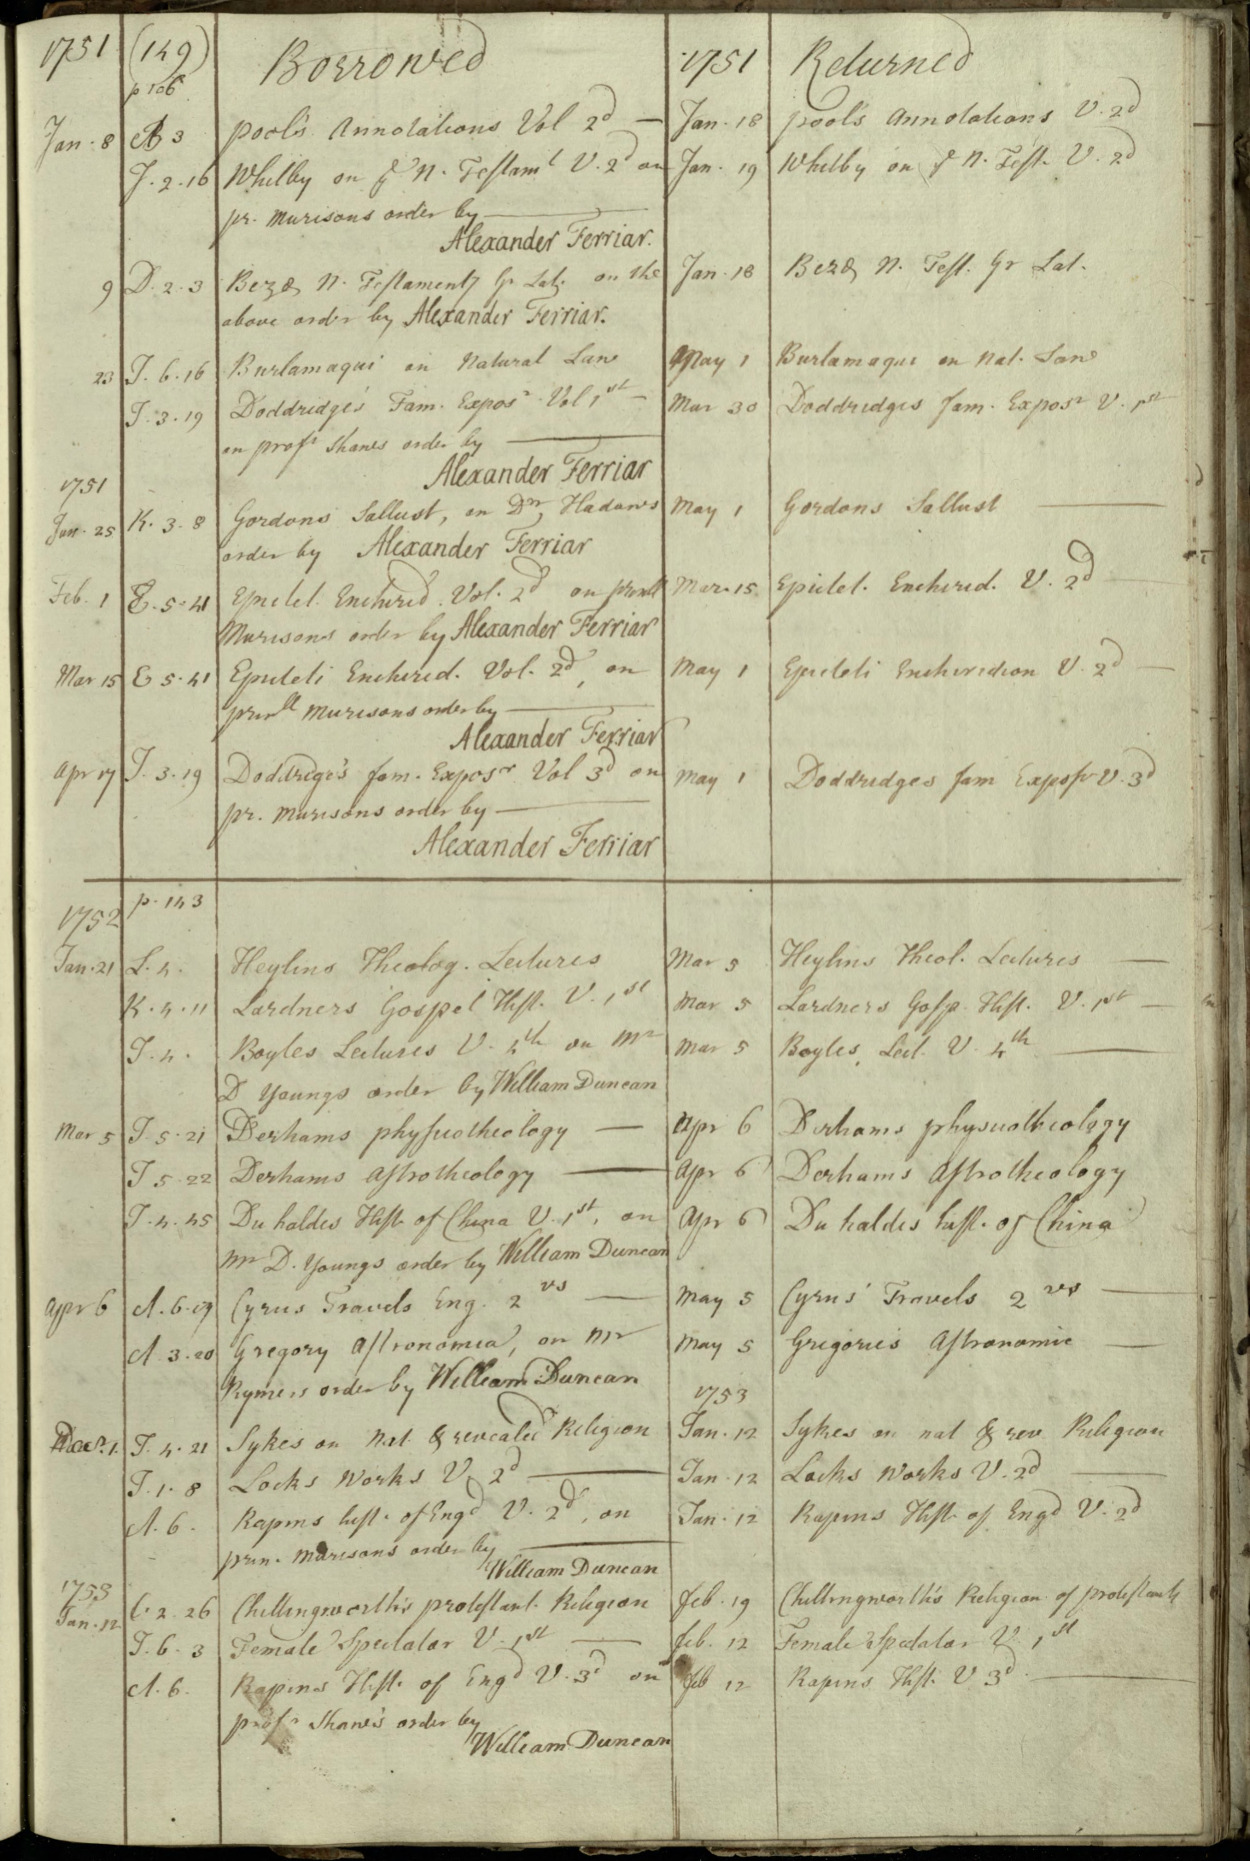 1751 (149) Borrowed 1751 Returned
p 106
Jan. 8 A 3 pool's Annotations Vol 2d — Jan. 18 pools annotations V. 2d
J. 2. 16 Whitby on ye N. Testamt V. 2d on Jan. 19 Whitby on ye N. Test. V. 2d
pr. Murisons order by —
Alexander Ferriar.
9 D. 2. 3 Beza N. Testament Gr Lat. on the Jan. 18 Beza N. Test. Gr Lat.
above order by Alexander Ferriar.
23 J. 6. 16 Burlamaqui on Natural Law May 1 Burlamaqui on Nat. Law
J. 3. 19 Doddridge's Fam. Exposr Vol 1st — Mar 30 Doddridges fam. Exposr V. 1st
on profr Shaws order by —
Alexander Ferriar
1751
Jan. 25 K. 3. 8 Gordons Sallust, on Dr Hadows May 1 Gordons Sallust —
order by Alexander Ferriar
Feb. 1 E. 5. 41 Epictet. Enchirid. Vol. 2d on prinll Mar. 15 Epictet. Enchirid. V. 2d
Murisons order by Alexander Ferriar
Mar 15 E 5. 41 Epicteti Enchirid. Vol. 2d, on May 1 Epicteti Enchiridion V. 2d —
prinll Murisons order by —
Alexander Ferriar
Apr 17 J. 3. 19 Doddrige's fam. Exposr Vol 3d on May 1 Doddridges fam Exposr V. 3d
pr. Murisons order by —
Alexander Ferriar
1752 p. 143
Jan. 21 L. 4. Heylins Theolog. Lectures Mar 5 Heylins Theol. Lectures —
K. 4. 11 Lardners Gospel Hist. V. 1st Mar 5 Lardners Gosp. Hist. V. 1st —
J. 4. Boyles Lectures V. 4th on Mr Mar 5 Boyles Lect. V. 4th —
D Youngs order by William Duncan
Mar 5 J. 5. 21 Derhams physicotheology — Apr 6 Derhams physicotheology
J 5. 22 Derhams Astrotheology — Apr 6 Derhams Astrotheology
J. 4. 45 Du haldes Hist. of China V. 1st, on Apr 6 Du haldes hist. of China
Mr D. Youngs order by William Duncan
Apr 6 A. 6. 19 Cyrus Travels Eng. 2 vs — May 5 Cyrus' Travels 2 vs —
A. 3. 20 Gregory Astronomia, on Mr May 5 Gregories Astronomie —
Rymers order by William Duncan 1753
Decr. 1. J. 4. 21 Sykes on Nat. & revealed Religion Jan. 12 Sykes on nat & rev Religion
J. 1. 8 Locks Works V. 2d — Jan. 12 Locks Works V. 2d —
A. 6. Rapins hist. of Engd V. 2d, on Jan. 12 Rapins Hist. of Engd V. 2d
prin. Murisons order by —
William Duncan
1753
Jan. 12 C. 2. 26 Chillingworth's protestant Religion feb. 19 Chillingworth's Religion of protestants
J. 6. 3 Female Spectator V. 1st — feb. 12 Female Spectator V. 1st
A. 6. Rapins Hist. of Engd V. 3d on feb 12 Rapins Hist. V 3d —
profr Shaw's order by
William Duncan